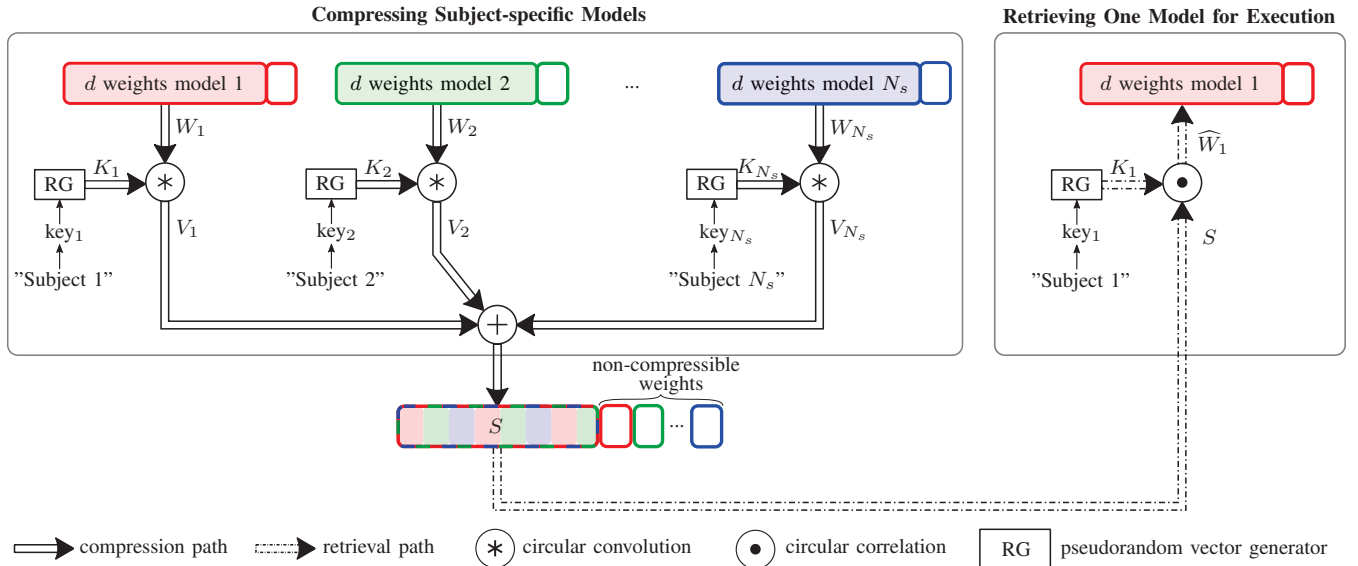 Compressing Subject-specific Models
Retrieving One Model for Execution
d weights model 1
d weights model 2
...
d weights model N_s
d weights model 1
W_1
W_2
W_{N_s}
\widehat{W_1}
RG
K_1
*
RG
K_2
*
RG
K_{N_s}
*
RG
K_1
key_1
V_1
key_2
V_2
key_{N_s}
V_{N_s}
key_1
S
"Subject 1"
"Subject 2"
"Subject N_s"
"Subject 1"
+
non-compressible
weights
S
...
compression path
retrieval path
* circular convolution
• circular correlation
RG pseudorandom vector generator